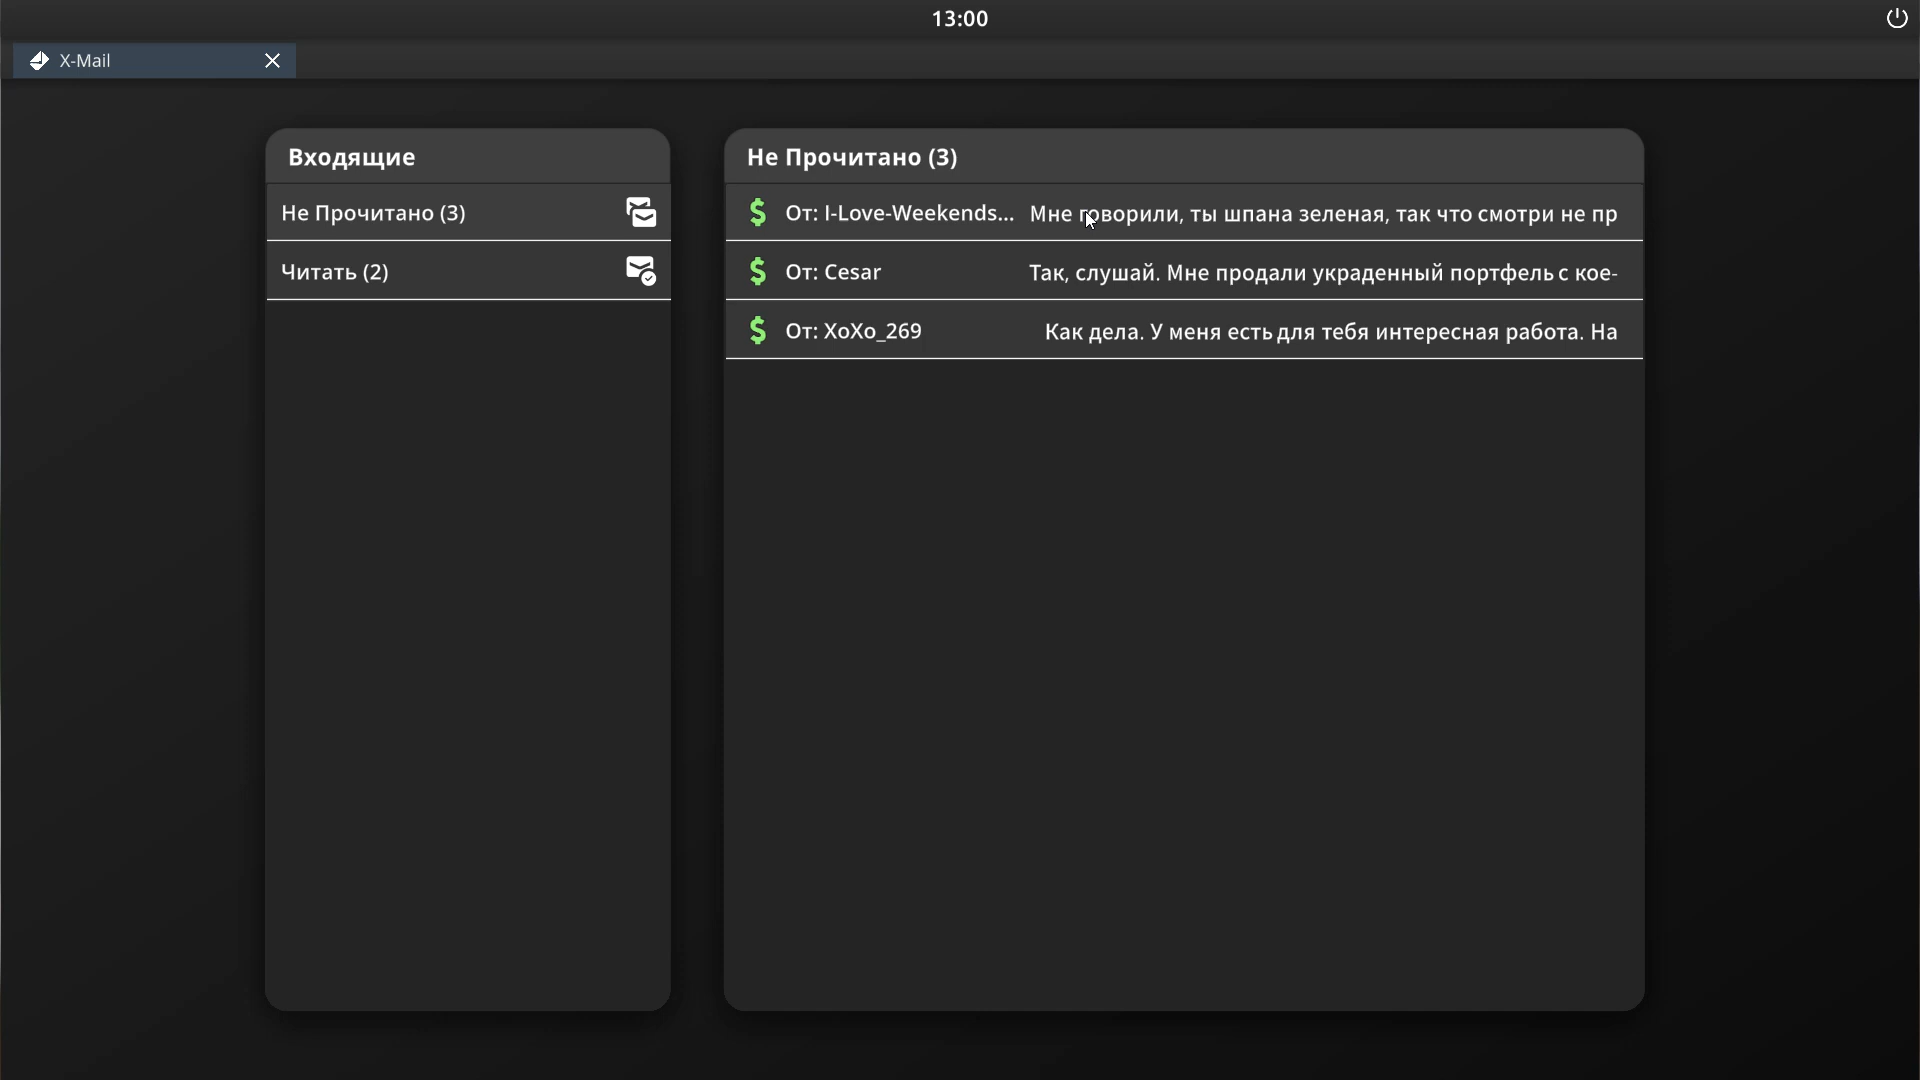 13:00
X-Mail
Входящие
Не Прочитано (3)
Читать (2)
Не Прочитано (3)
От: I-Love-Weekends... Мне говорили, ты шпана зеленая, так что смотри не пр
От: Cesar Так, слушай. Мне продали украденный портфель с кое-
От: XoXo_269 Как дела. У меня есть для тебя интересная работа. На